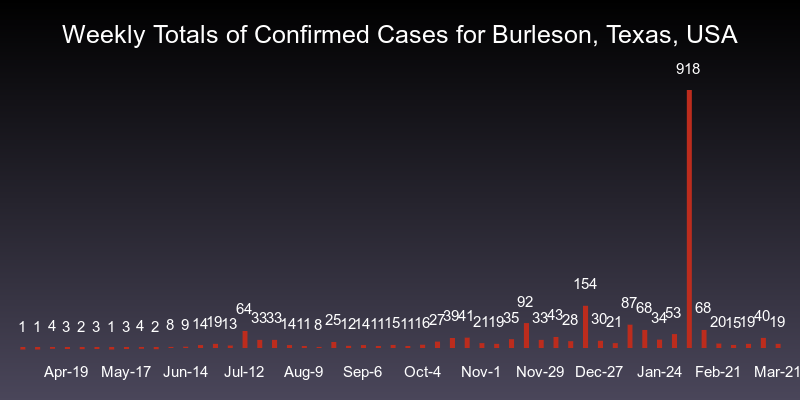 Weekly Totals of Confirmed Cases for Burleson, Texas, USA
918
154
92 87
64 68 68
53
39 41 43 40
33 33 35 33 34
25 27 28 30
14 19 13 14 11 12 14 11 15 11 16 21 19 21 20 15 19 19
1 1 4 3 2 3 1 3 4 2 8 9 8
Apr-19 May-17 Jun-14 Jul-12 Aug-9 Sep-6 Oct-4 Nov-1 Nov-29 Dec-27 Jan-24 Feb-21 Mar-21